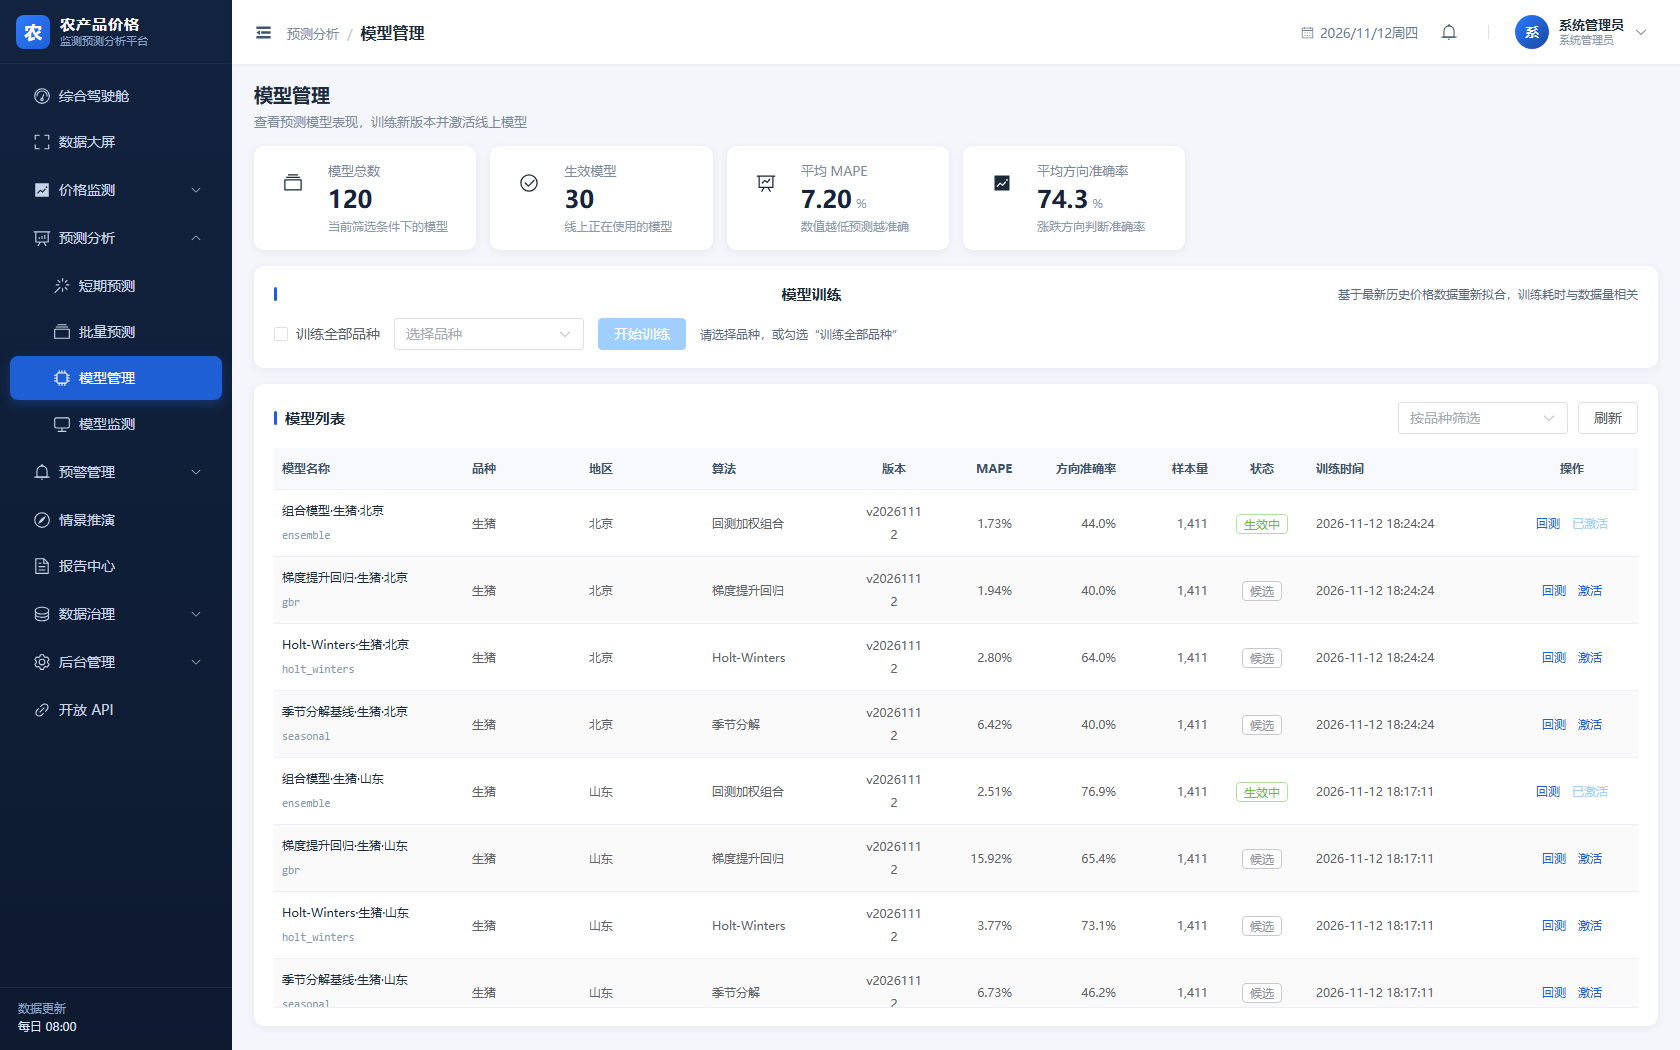 农
农产品价格
监测预测分析平台
综合驾驶舱
数据大屏
价格监测
预测分析
短期预测
批量预测
模型管理
模型监测
预警管理
情景推演
报告中心
数据治理
后台管理
开放 API
数据更新
每日 08:00
预测分析 / 模型管理
2026/11/12周四
系
系统管理员
系统管理员
模型管理
查看预测模型表现，训练新版本并激活线上模型
模型总数
120
当前筛选条件下的模型
生效模型
30
线上正在使用的模型
平均 MAPE
7.20 %
数值越低预测越准确
平均方向准确率
74.3 %
涨跌方向判断准确率
模型训练
基于最新历史价格数据重新拟合，训练耗时与数据量相关
训练全部品种 选择品种 开始训练 请选择品种，或勾选“训练全部品种”
模型列表
按品种筛选 刷新
模型名称 品种 地区 算法 版本 MAPE 方向准确率 样本量 状态 训练时间 操作
组合模型·生猪·北京
ensemble
生猪 北京 回测加权组合 v20261112 1.73% 44.0% 1,411 生效中 2026-11-12 18:24:24 回测 已激活
梯度提升回归·生猪·北京
gbr
生猪 北京 梯度提升回归 v20261112 1.94% 40.0% 1,411 候选 2026-11-12 18:24:24 回测 激活
Holt-Winters·生猪·北京
holt_winters
生猪 北京 Holt-Winters v20261112 2.80% 64.0% 1,411 候选 2026-11-12 18:24:24 回测 激活
季节分解基线·生猪·北京
seasonal
生猪 北京 季节分解 v20261112 6.42% 40.0% 1,411 候选 2026-11-12 18:24:24 回测 激活
组合模型·生猪·山东
ensemble
生猪 山东 回测加权组合 v20261112 2.51% 76.9% 1,411 生效中 2026-11-12 18:17:11 回测 已激活
梯度提升回归·生猪·山东
gbr
生猪 山东 梯度提升回归 v20261112 15.92% 65.4% 1,411 候选 2026-11-12 18:17:11 回测 激活
Holt-Winters·生猪·山东
holt_winters
生猪 山东 Holt-Winters v20261112 3.77% 73.1% 1,411 候选 2026-11-12 18:17:11 回测 激活
季节分解基线·生猪·山东
seasonal
生猪 山东 季节分解 v20261112 6.73% 46.2% 1,411 候选 2026-11-12 18:17:11 回测 激活